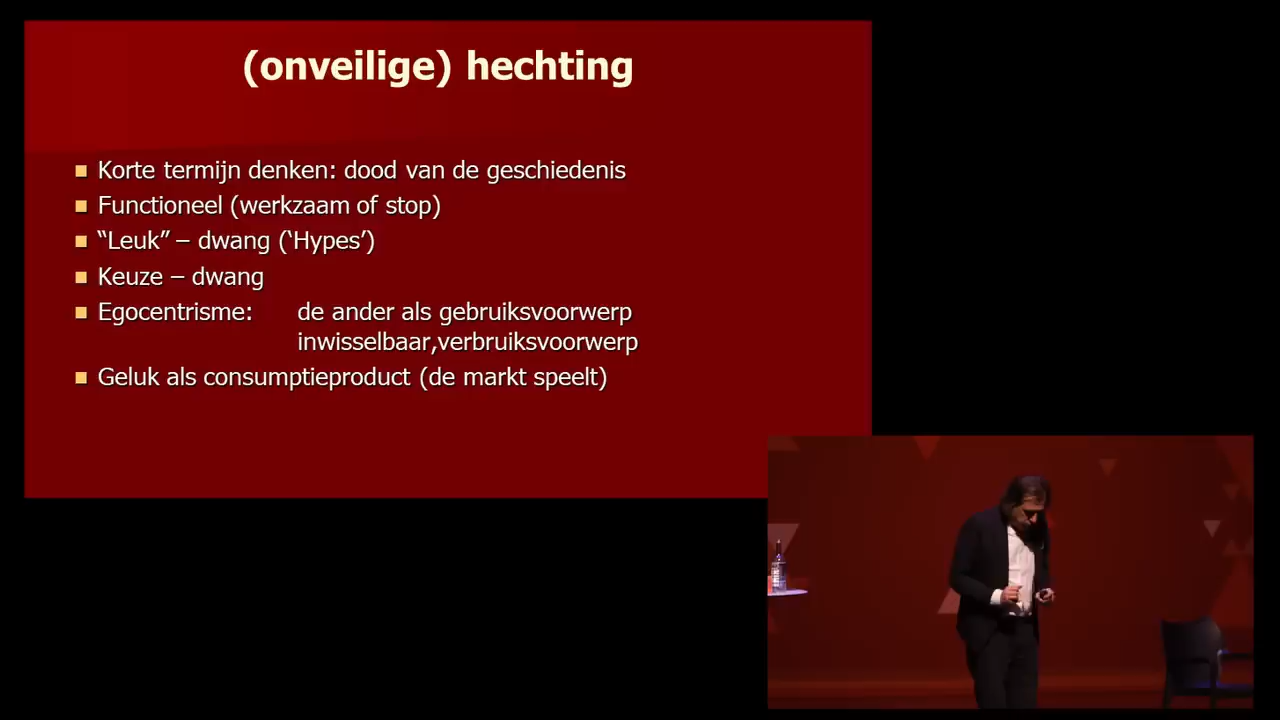 (onveilige) hechting
Korte termijn denken: dood van de geschiedenis
Functioneel (werkzaam of stop)
“Leuk” – dwang (‘Hypes’)
Keuze – dwang
Egocentrisme: de ander als gebruiksvoorwerp
inwisselbaar,verbruiksvoorwerp
Geluk als consumptieproduct (de markt speelt)